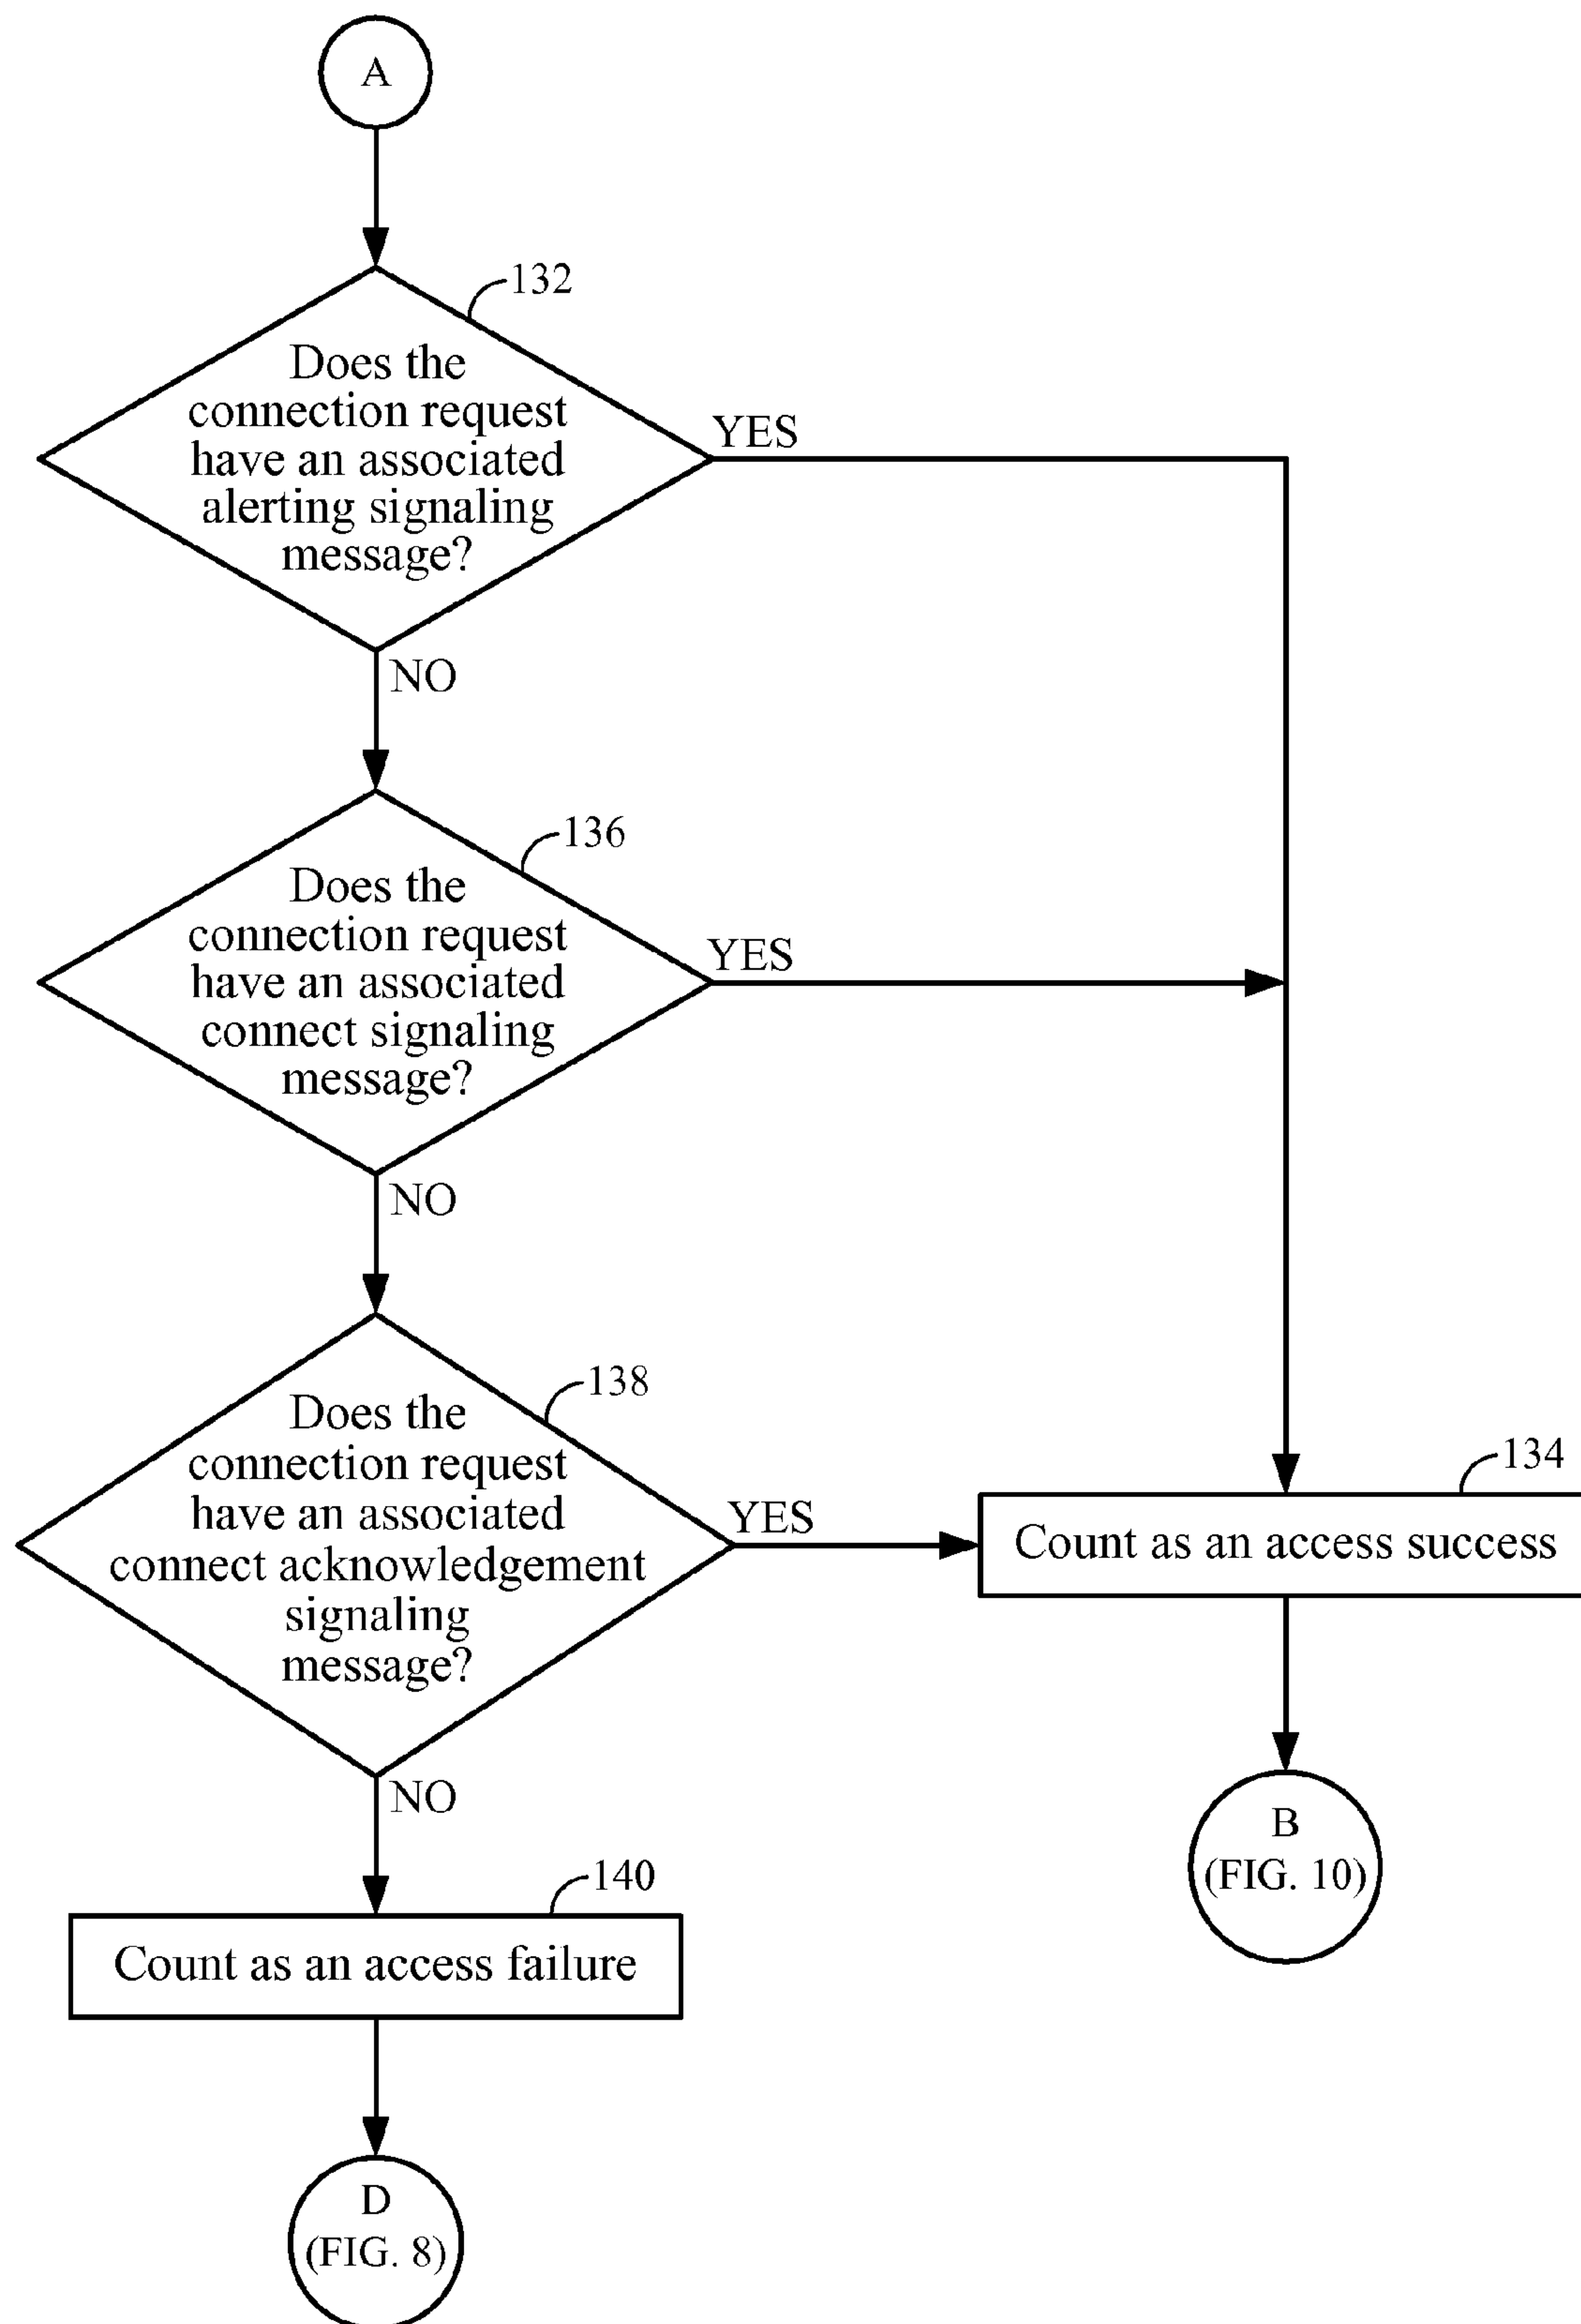 A
132
Does the
connection request
have an associated
alerting signaling
message?
YES
NO
136
Does the
connection request
have an associated
connect signaling
message?
YES
NO
138
Does the
connection request
have an associated
connect acknowledgement
signaling
message?
YES
134
Count as an access success
NO
B
(FIG. 10)
140
Count as an access failure
D
(FIG. 8)